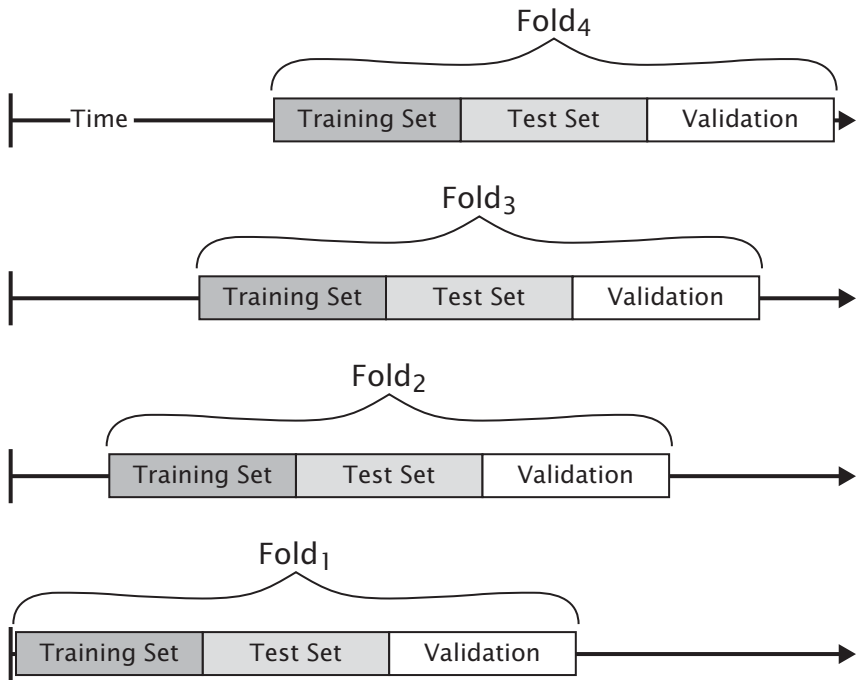 Fold4
Time Training Set Test Set Validation
Fold3
Training Set Test Set Validation
Fold2
Training Set Test Set Validation
Fold1
Training Set Test Set Validation